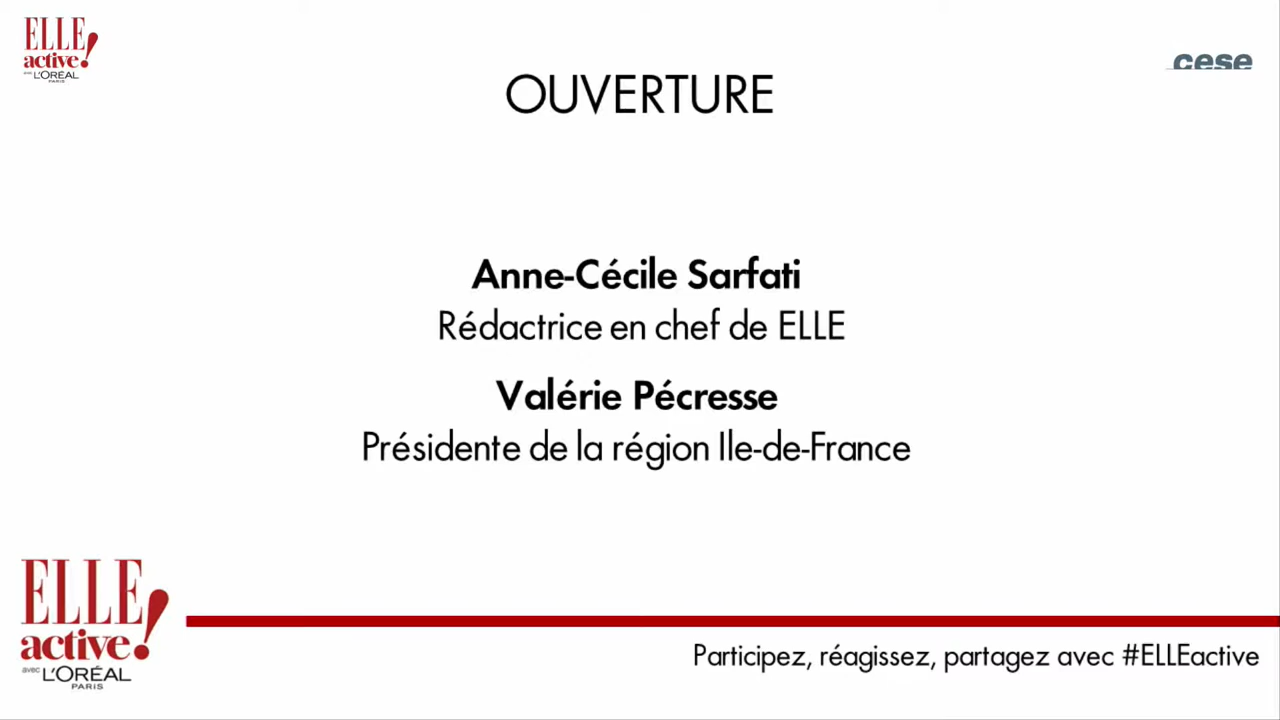 ELLE
active!
avec L'ORÉAL
PARIS
cese
OUVERTURE
Anne-Cécile Sarfati
Rédactrice en chef de ELLE
Valérie Pécresse
Présidente de la région Ile-de-France
ELLE
active!
avec L'ORÉAL
PARIS
Participez, réagissez, partagez avec #ELLEactive